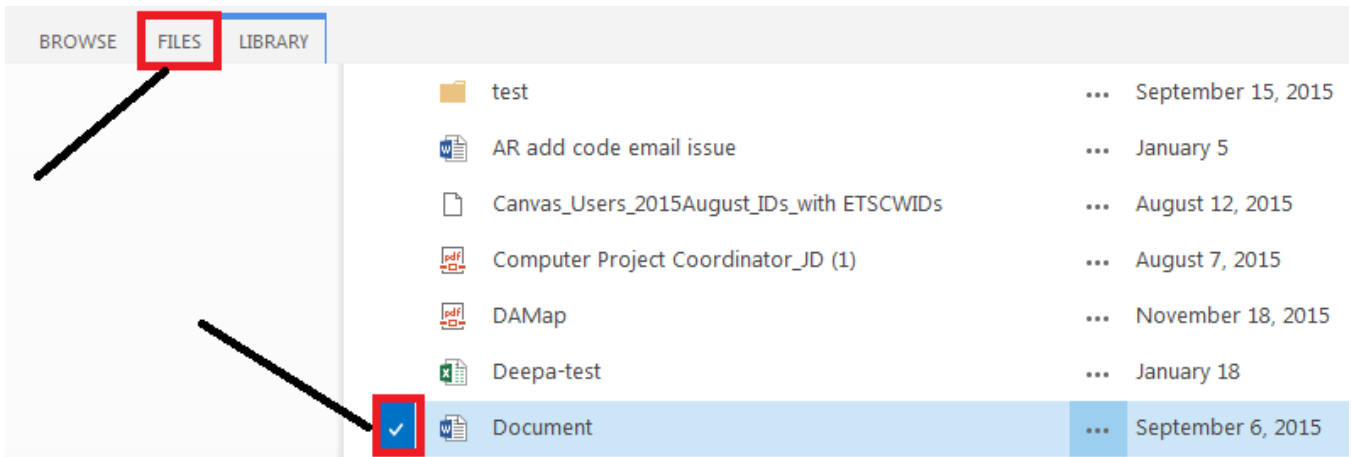 BROWSE FILES LIBRARY
test ... September 15, 2015
AR add code email issue ... January 5
Canvas_Users_2015August_IDs_with ETSCWIDs ... August 12, 2015
pdf Computer Project Coordinator_JD (1) ... August 7, 2015
pdf DAMap ... November 18, 2015
Deepa-test ... January 18
Document ... September 6, 2015